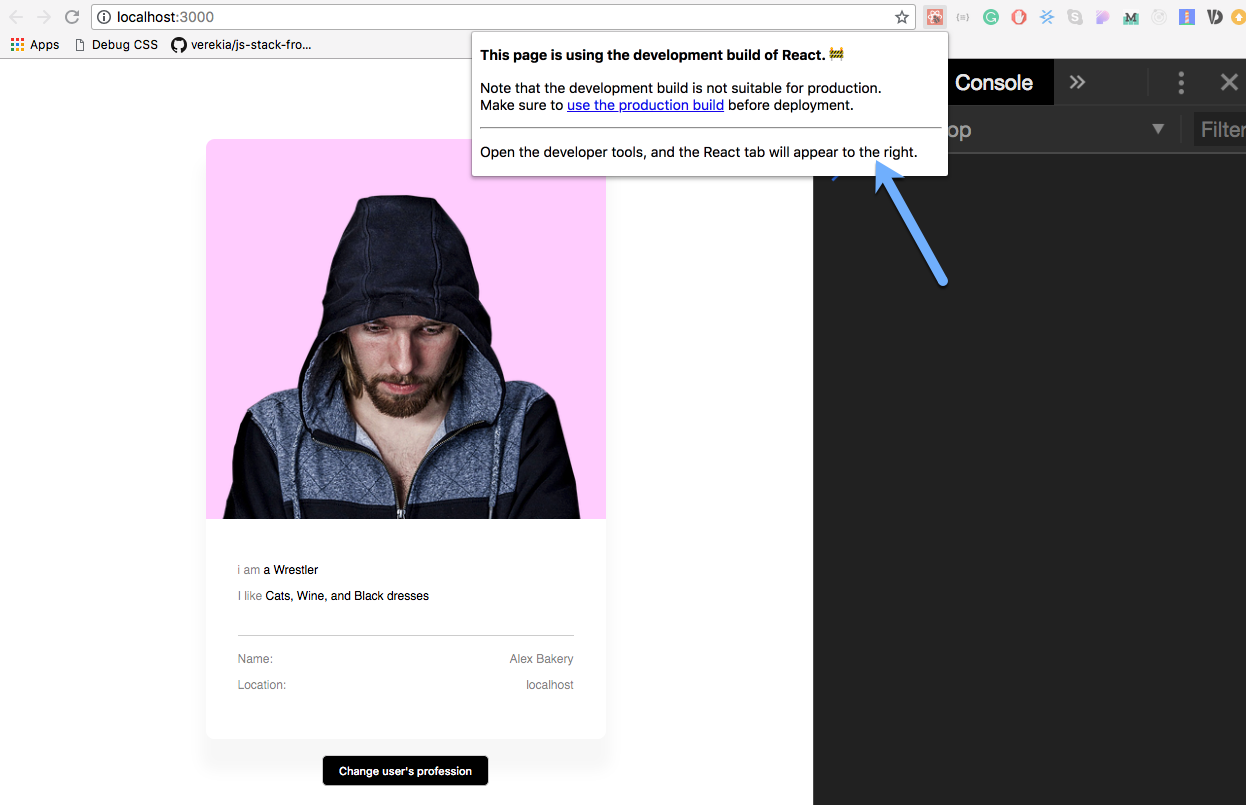 localhost:3000
Apps
Debug CSS
verekia/js-stack-fro...
This page is using the development build of React. 🚧
Note that the development build is not suitable for production.
Make sure to use the production build before deployment.
Open the developer tools, and the React tab will appear to the right.
Console
op
Filter
i am a Wrestler
I like Cats, Wine, and Black dresses
Name: Alex Bakery
Location: localhost
Change user's profession